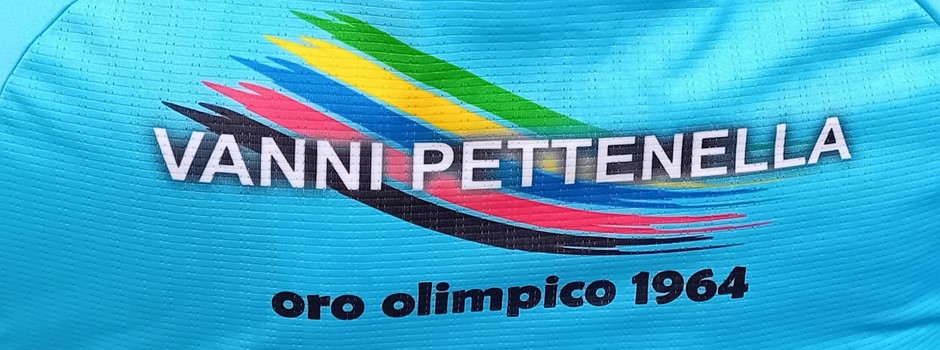 VANNI PETTENELLA
oro olimpico 1964